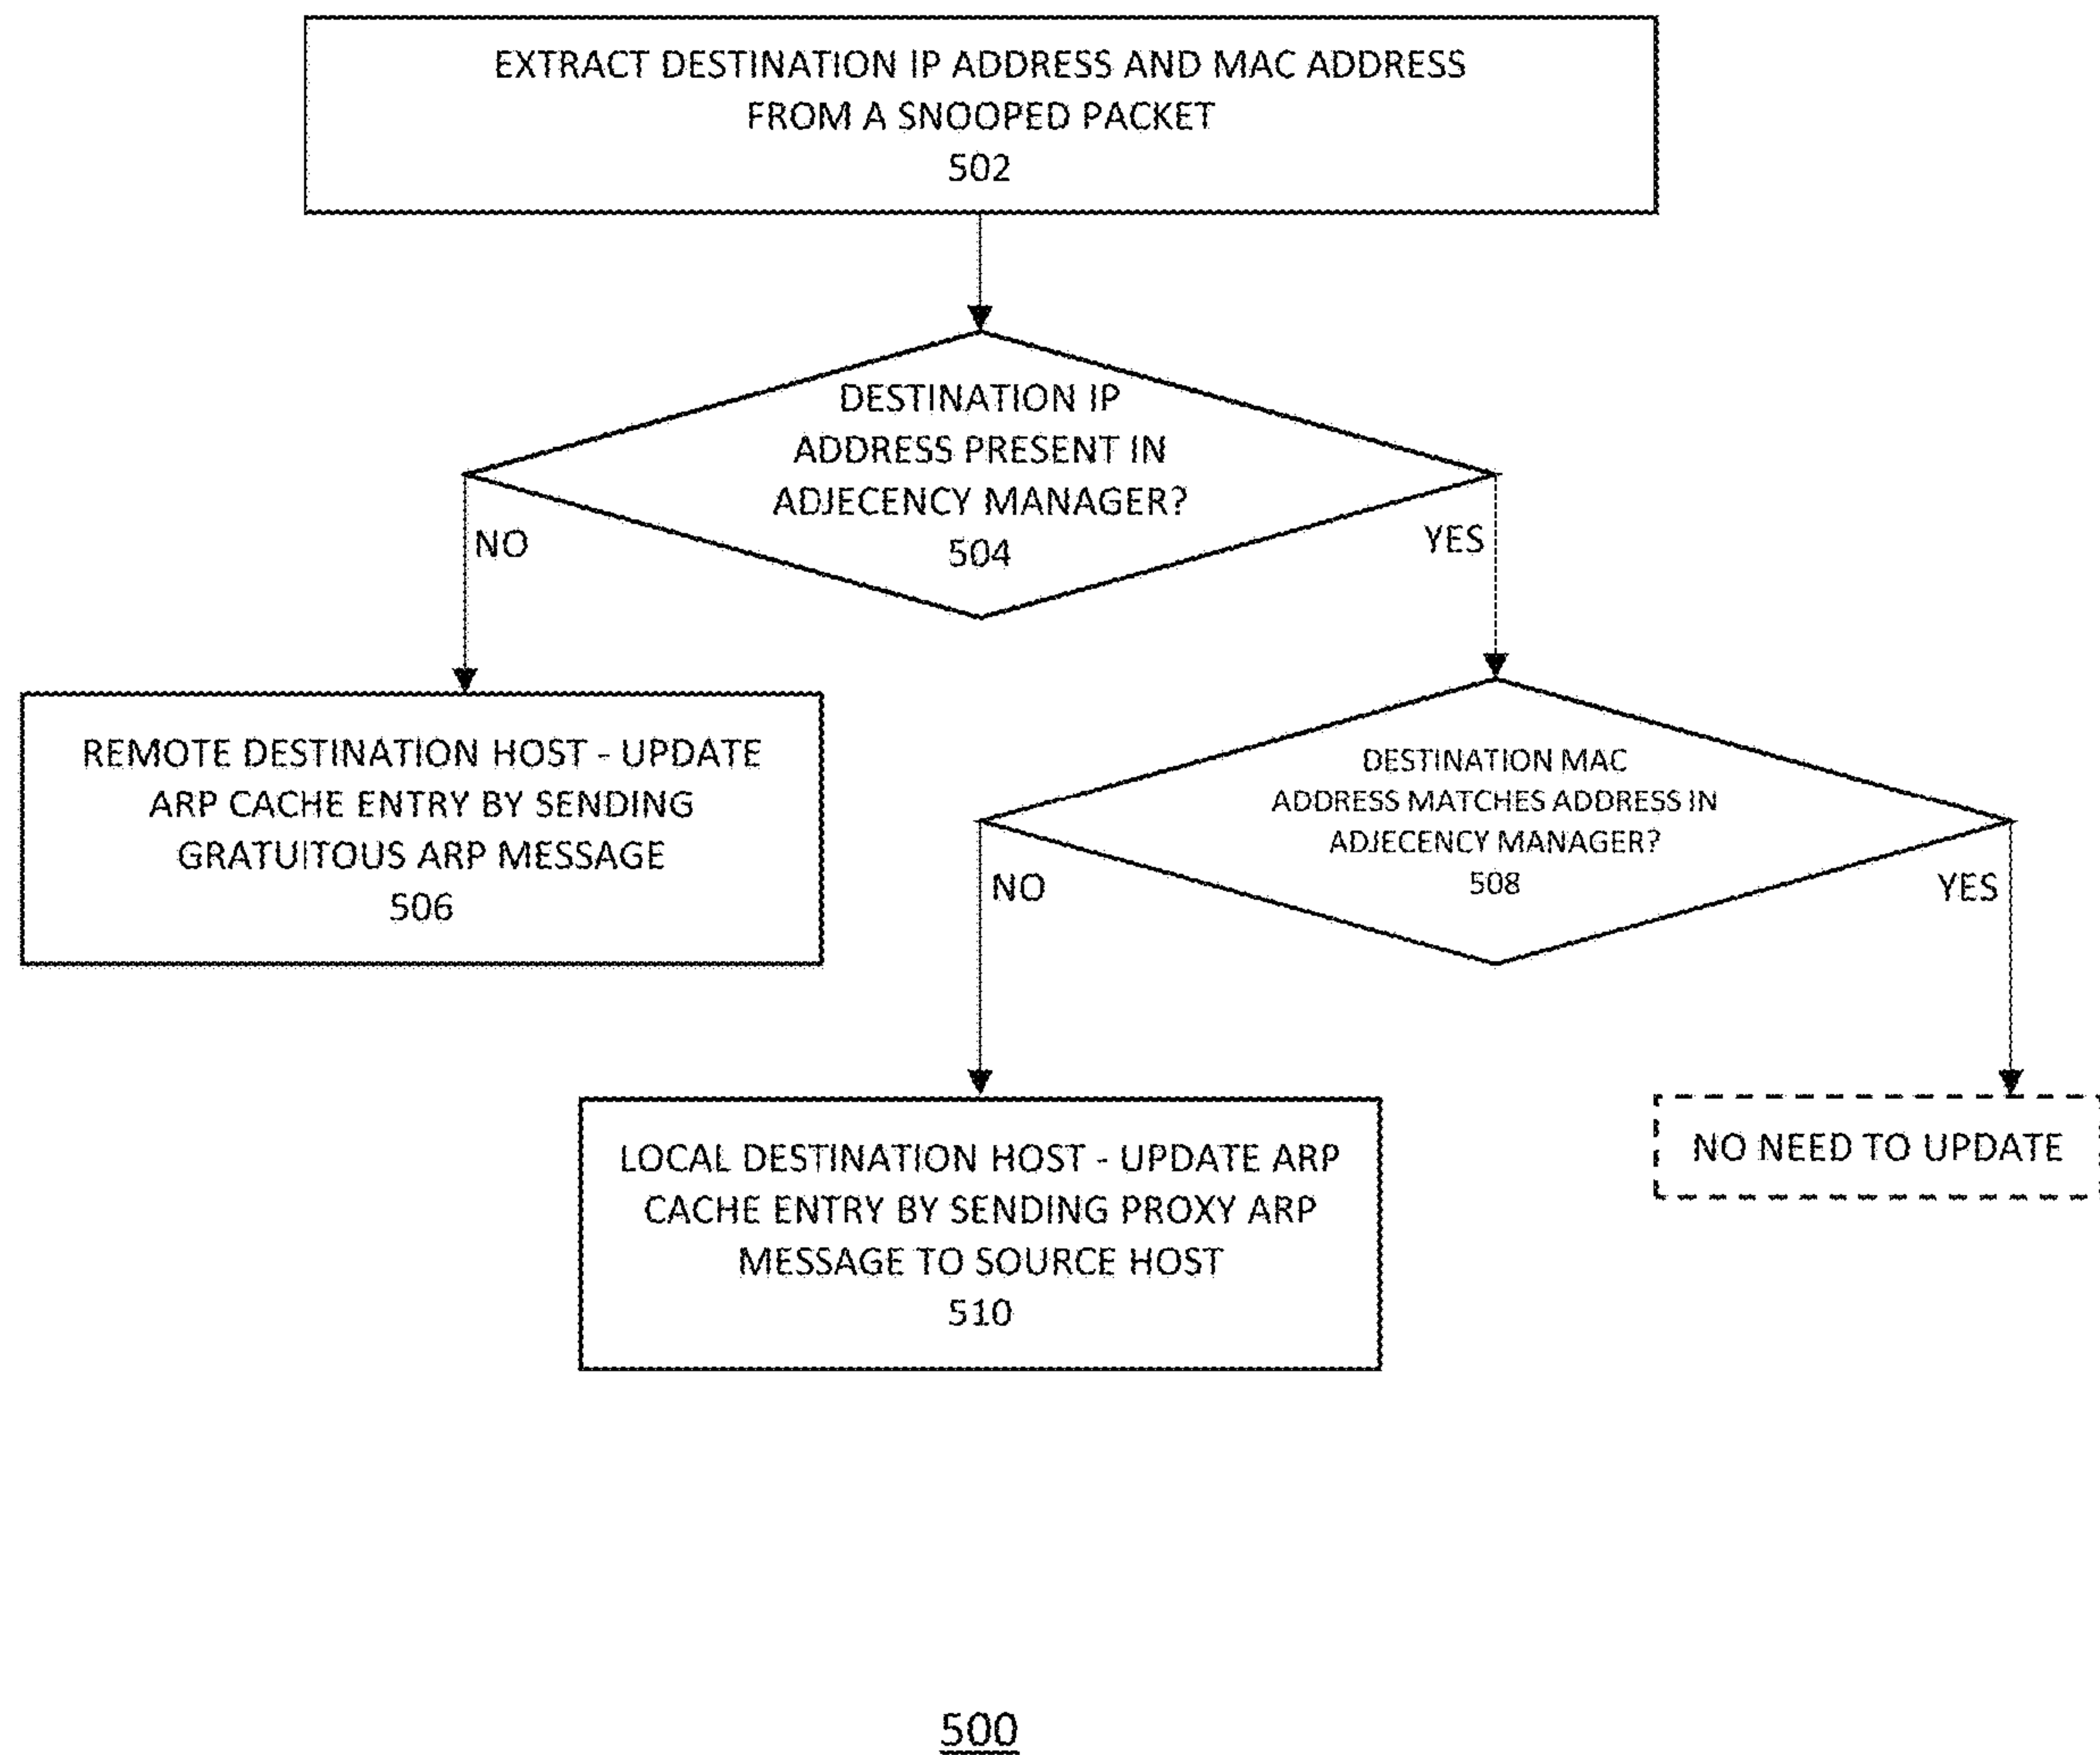 EXTRACT DESTINATION IP ADDRESS AND MAC ADDRESS
FROM A SNOOPED PACKET
502
DESTINATION IP
ADDRESS PRESENT IN
ADJECENCY MANAGER?
504
NO
YES
REMOTE DESTINATION HOST - UPDATE
ARP CACHE ENTRY BY SENDING
GRATUITOUS ARP MESSAGE
506
DESTINATION MAC
ADDRESS MATCHES ADDRESS IN
ADJECENCY MANAGER?
508
NO
YES
LOCAL DESTINATION HOST - UPDATE ARP
CACHE ENTRY BY SENDING PROXY ARP
MESSAGE TO SOURCE HOST
510
NO NEED TO UPDATE
500